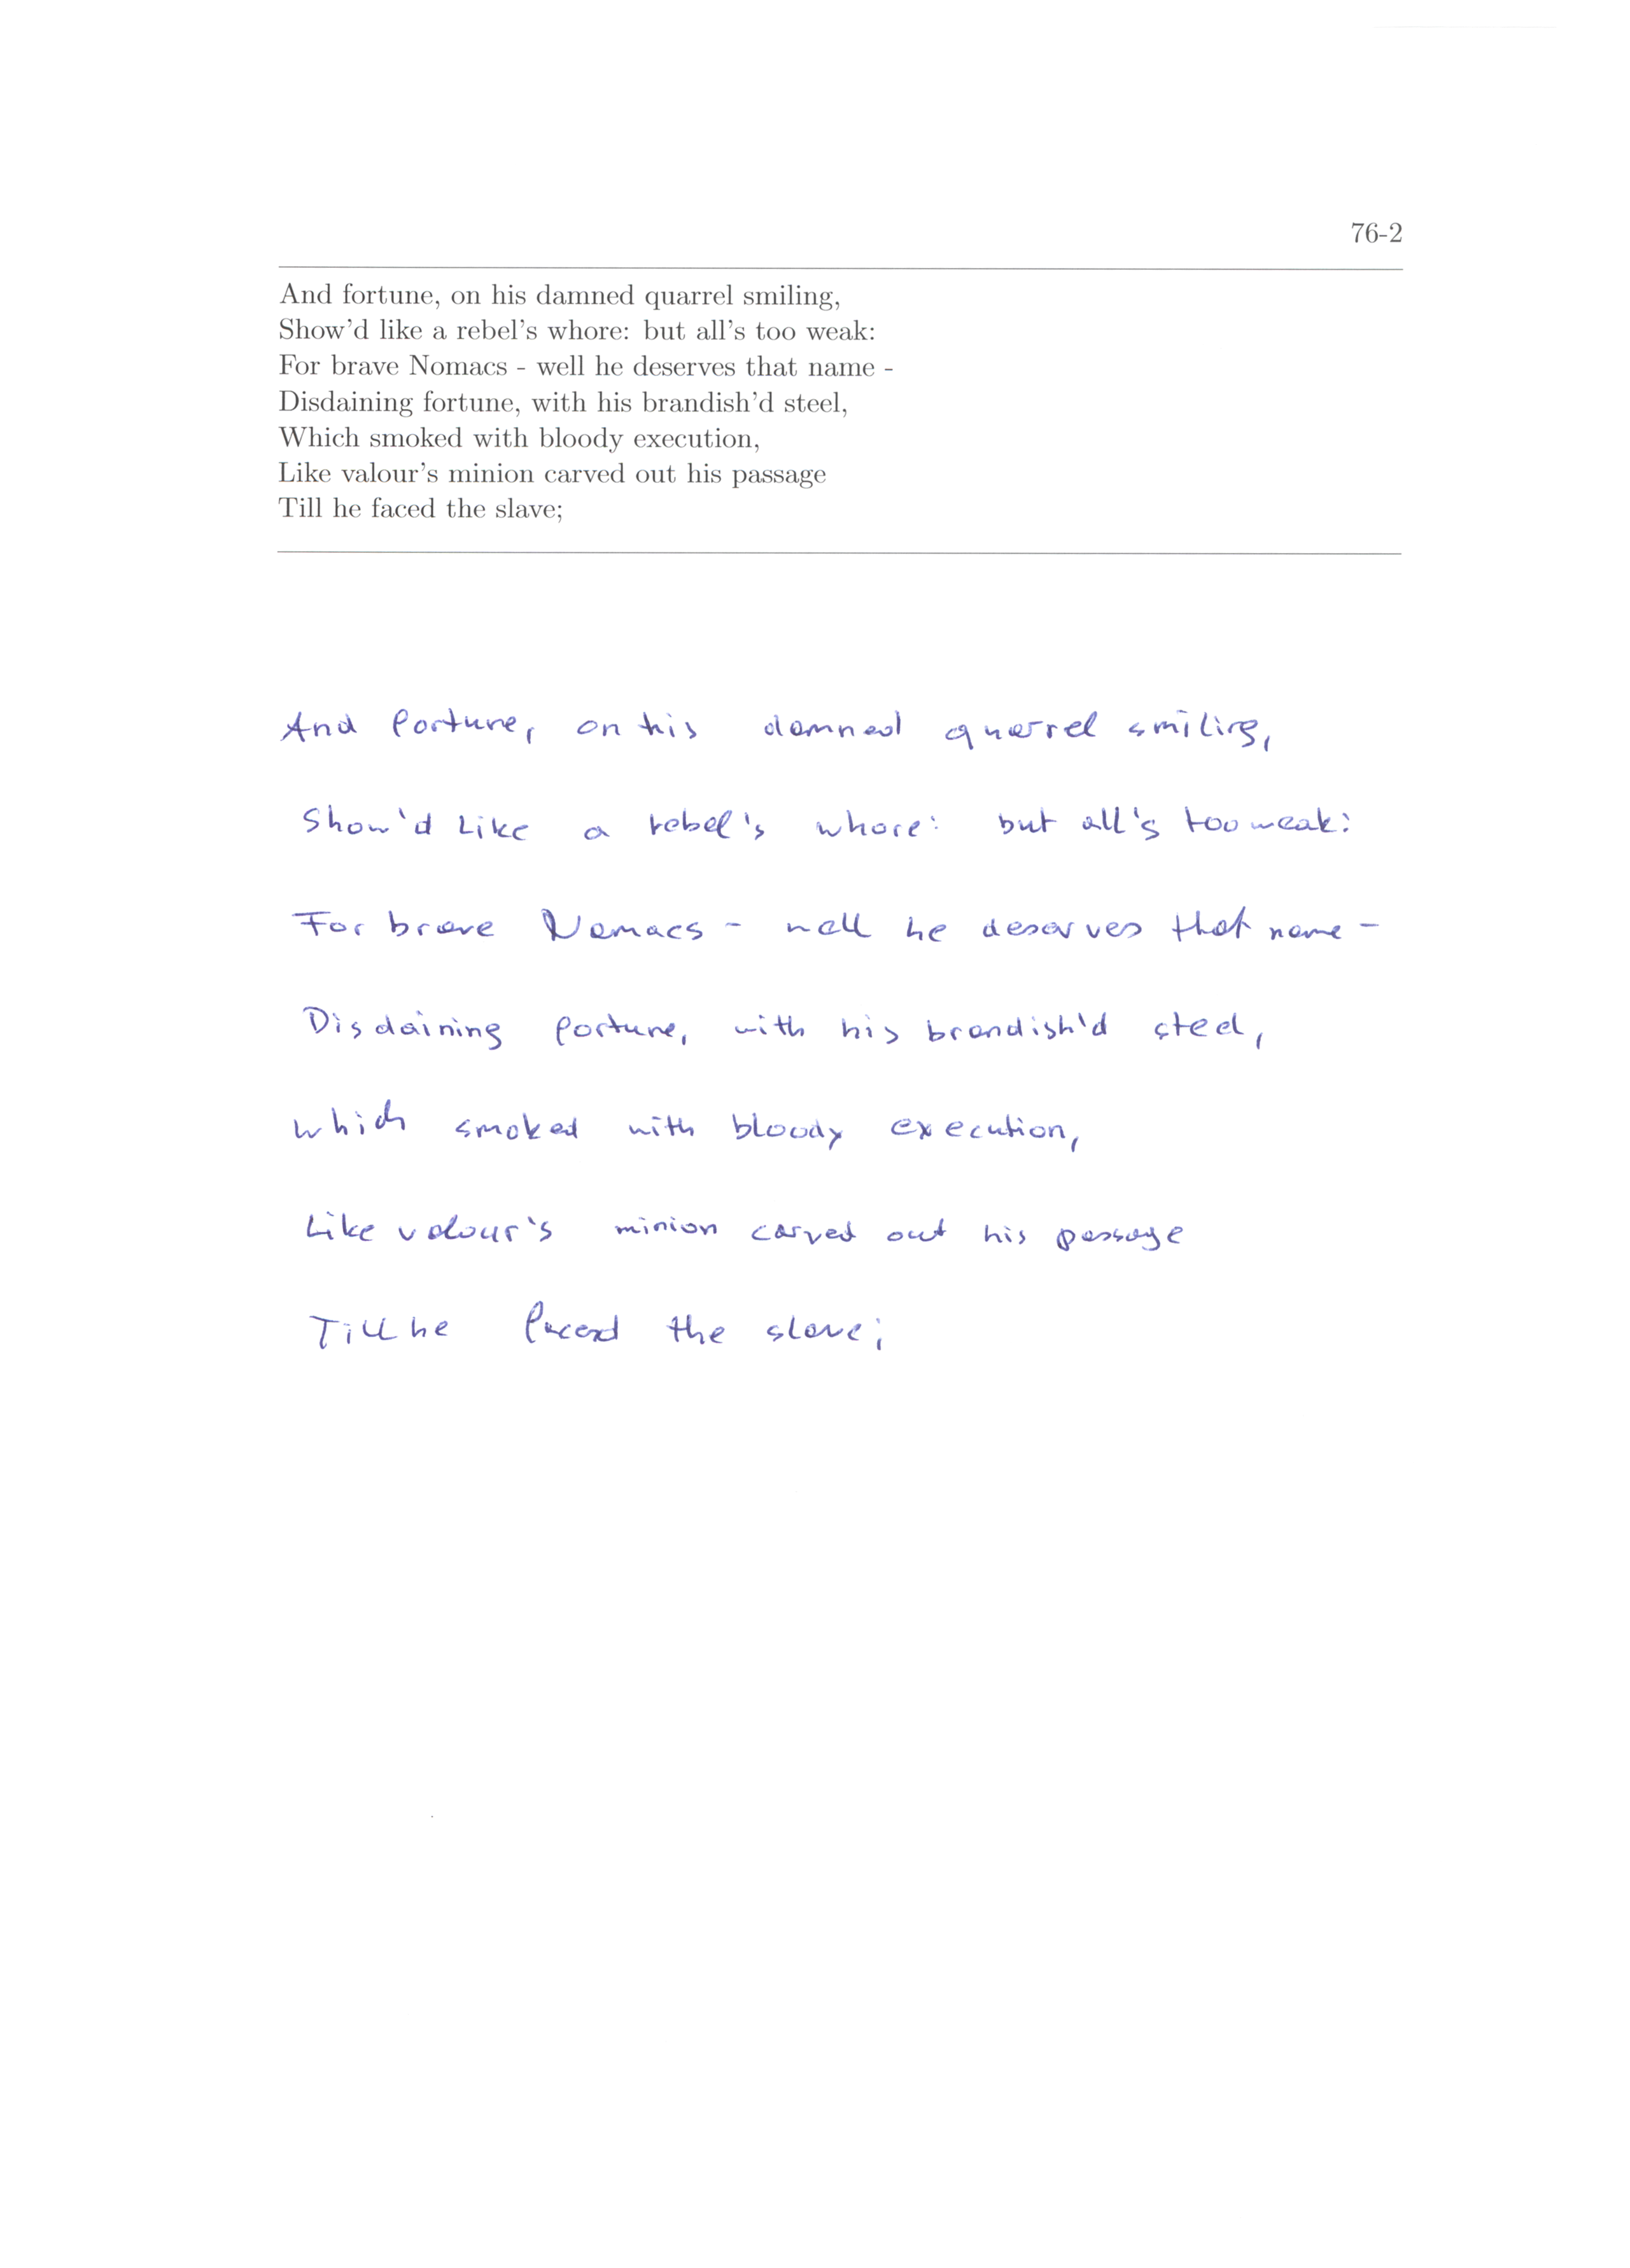 76-2
And fortune, on his damned quarrel smiling,
Show'd like a rebel's whore: but all's too weak:
For brave Nomacs - well he deserves that name -
Disdaining fortune, with his brandish'd steel,
Which smoked with bloody execution,
Like valour's minion carved out his passage
Till he faced the slave;
And fortune, on his damned quarrel smiling,
Show'd like a rebel's whore: but all's too weak:
For brave Nomacs - well he deserves that name -
Disdaining fortune, with his brandish'd steel,
Which smoked with bloody execution,
Like valour's minion carved out his passage
Till he faced the slave;